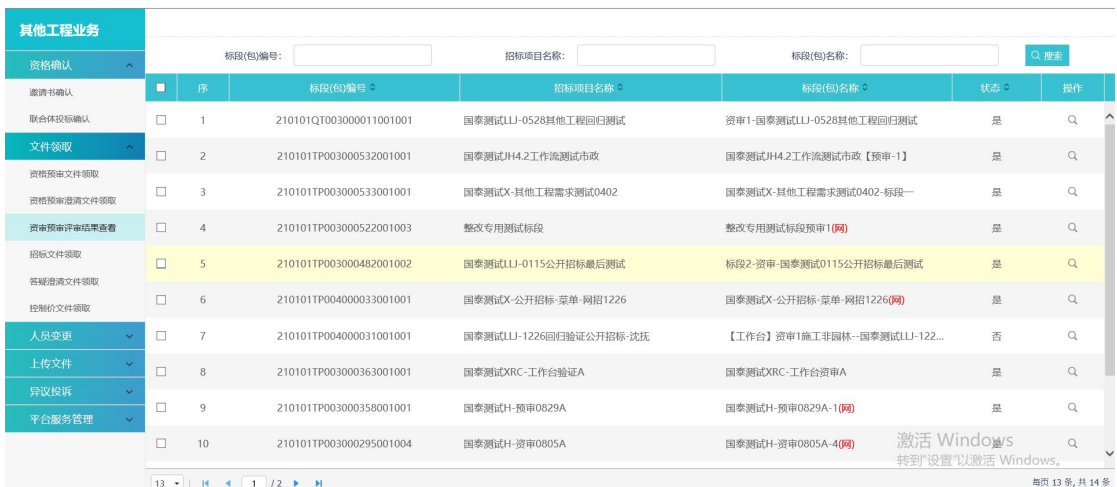 其他工程业务
资格确认
邀请书确认
联合体投标确认
文件领取
资格预审文件领取
资格预审澄清文件领取
资审预审评审结果查看
招标文件领取
答疑澄清文件领取
控制价文件领取
人员变更
上传文件
异议投诉
平台服务管理
标段(包)编号: 招标项目名称: 标段(包)名称: 搜索
序 标段(包)编号 招标项目名称 标段(包)名称 状态 操作
1 210101QT003000011001001 国泰测试LLJ-0528其他工程回归测试 资审1-国泰测试LLJ-0528其他工程回归测试 是
2 210101TP003000532001001 国泰测试JH4.2工作流测试市政 国泰测试JH4.2工作流测试市政【预审-1】 是
3 210101TP003000533001001 国泰测试X-其他工程需求测试0402 国泰测试X-其他工程需求测试0402-标段一 是
4 210101TP003000522001003 整改专用测试标段 整改专用测试标段预审1(网) 是
5 210101TP003000482001002 国泰测试LLJ-0115公开招标最后测试 标段2-资审-国泰测试0115公开招标最后测试 是
6 210101TP004000033001001 国泰测试X-公开招标-菜单-网招1226 国泰测试X-公开招标-菜单-网招1226(网) 是
7 210101TP004000031001001 国泰测试LLJ-1226回归验证公开招标-沈抚 【工作台】资审1施工非园林--国泰测试LLJ-122... 否
8 210101TP003000363001001 国泰测试XRC-工作台验证A 国泰测试XRC-工作台资审A 是
9 210101TP003000358001001 国泰测试H-预审0829A 国泰测试H-预审0829A-1(网) 是
10 210101TP003000295001004 国泰测试H-资审0805A 国泰测试H-资审0805A-4(网) 是
激活 Windows
转到"设置"以激活 Windows。
13 1 / 2 每页 13 条, 共 14 条